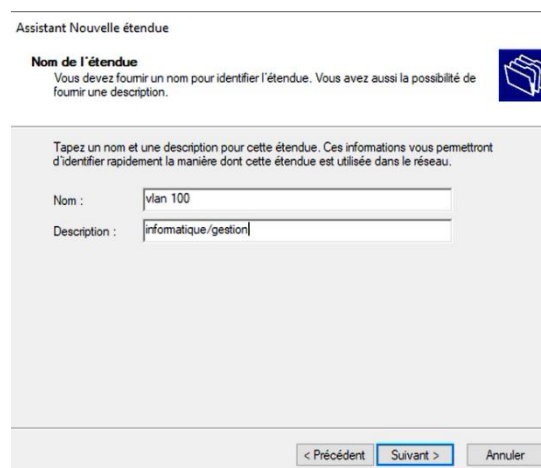 Assistant Nouvelle étendue
Nom de l'étendue
Vous devez fournir un nom pour identifier l'étendue. Vous avez aussi la possibilité de
fournir une description.
Tapez un nom et une description pour cette étendue. Ces informations vous permettront
d'identifier rapidement la manière dont cette étendue est utilisée dans le réseau.
Nom : vlan 100
Description : informatique/gestion
< Précédent Suivant > Annuler